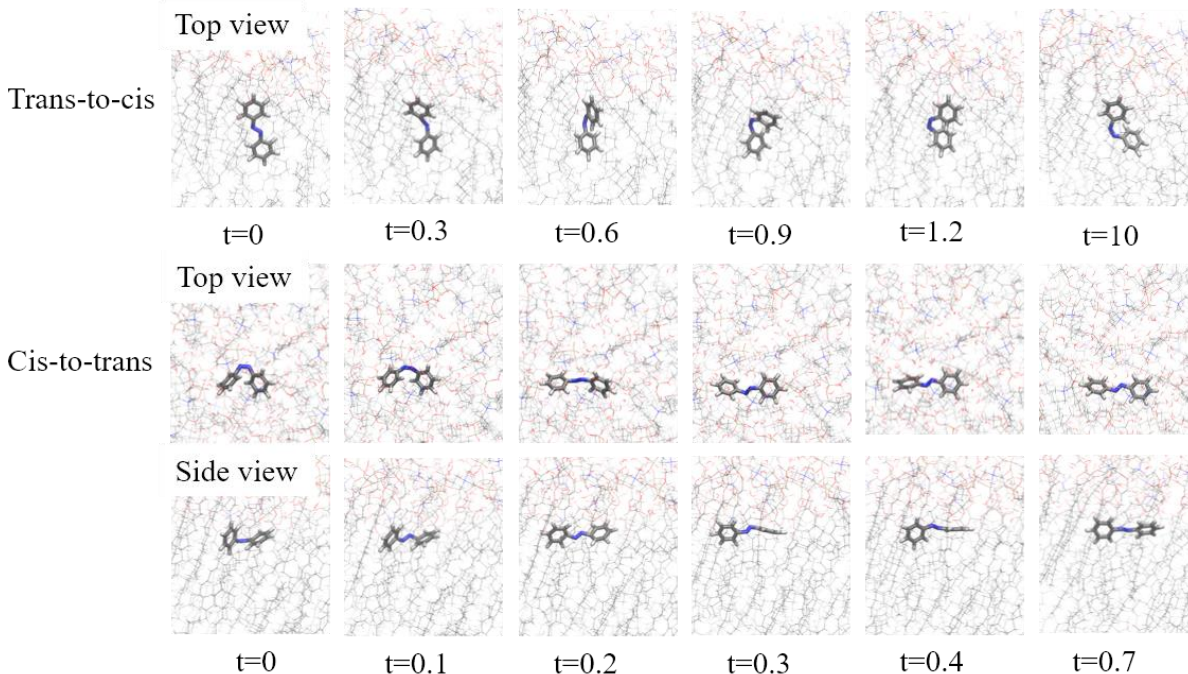 Top view
Trans-to-cis
t=0 t=0.3 t=0.6 t=0.9 t=1.2 t=10
Top view
Cis-to-trans
Side view
t=0 t=0.1 t=0.2 t=0.3 t=0.4 t=0.7